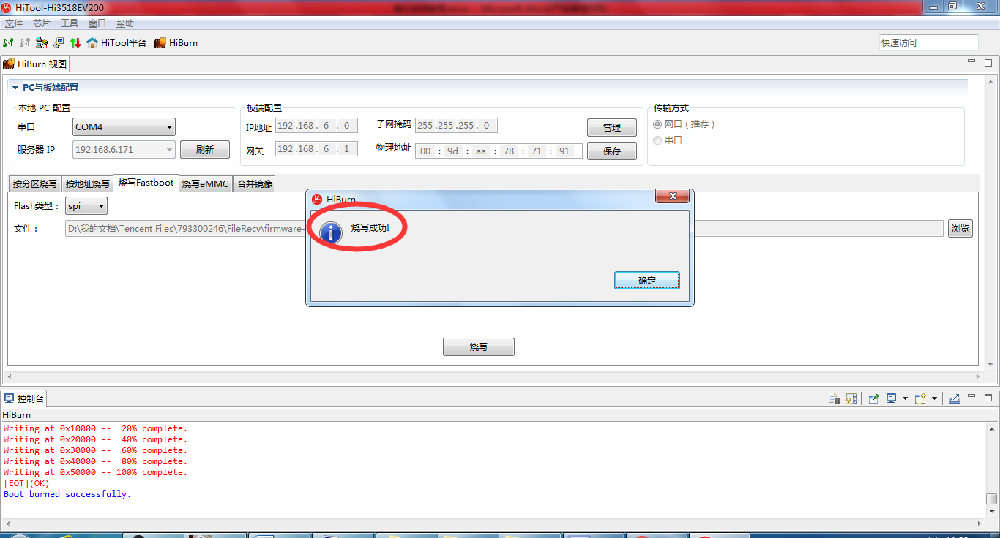 HiTool-Hi3518EV200
文件 芯片 工具 窗口 帮助
HiTool平台 HiBurn 快速访问
HiBurn 视图
PC与板端配置
本地 PC 配置
串口 COM4
服务器 IP 192.168.6.171 刷新
板端配置
IP地址 192 .168 . 6 . 0 子网掩码 255 .255 .255 . 0 管理
网关 192 .168 . 6 . 1 物理地址 00 : 9d : aa : 78 : 71 : 91 保存
传输方式
网口（推荐）
串口
按分区烧写 按地址烧写 烧写Fastboot 烧写eMMC 合并镜像
Flash类型： spi
文件： D:\我的文档\Tencent Files\793300246\FileRecv\firmware- 浏览
HiBurn
烧写成功!
确定
烧写
控制台
HiBurn
Writing at 0x10000 -- 20% complete.
Writing at 0x20000 -- 40% complete.
Writing at 0x30000 -- 60% complete.
Writing at 0x40000 -- 80% complete.
Writing at 0x50000 -- 100% complete.
[EOT](OK)
Boot burned successfully.